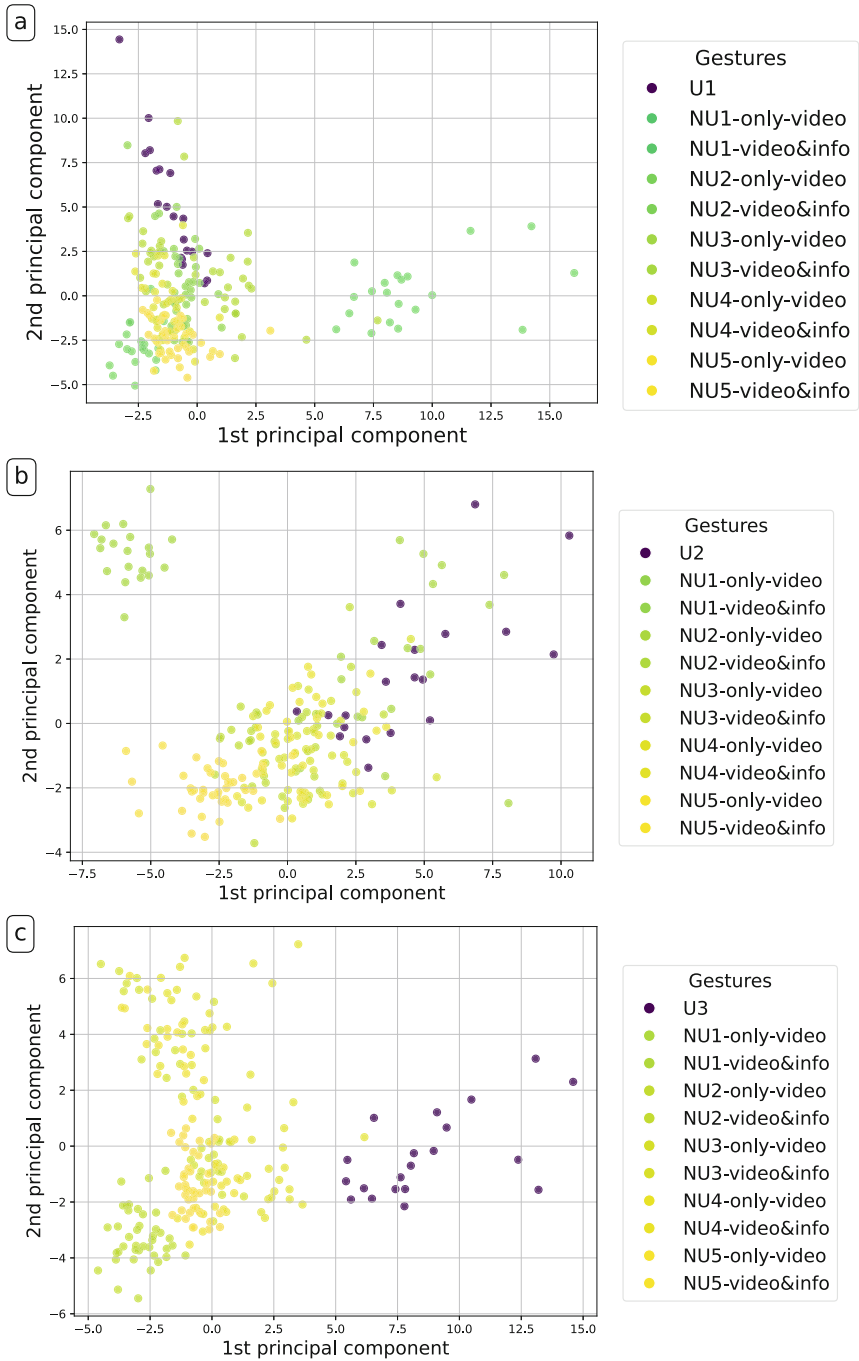 a
15.0
12.5
10.0
7.5
5.0
2.5
0.0
−2.5
−5.0
2nd principal component
−2.5 0.0 2.5 5.0 7.5 10.0 12.5 15.0
1st principal component
Gestures
U1
NU1-only-video
NU1-video&info
NU2-only-video
NU2-video&info
NU3-only-video
NU3-video&info
NU4-only-video
NU4-video&info
NU5-only-video
NU5-video&info
b
6
4
2
0
−2
−4
2nd principal component
−7.5 −5.0 −2.5 0.0 2.5 5.0 7.5 10.0
1st principal component
Gestures
U2
NU1-only-video
NU1-video&info
NU2-only-video
NU2-video&info
NU3-only-video
NU3-video&info
NU4-only-video
NU4-video&info
NU5-only-video
NU5-video&info
c
6
4
2
0
−2
−4
−6
2nd principal component
−5.0 −2.5 0.0 2.5 5.0 7.5 10.0 12.5 15.0
1st principal component
Gestures
U3
NU1-only-video
NU1-video&info
NU2-only-video
NU2-video&info
NU3-only-video
NU3-video&info
NU4-only-video
NU4-video&info
NU5-only-video
NU5-video&info